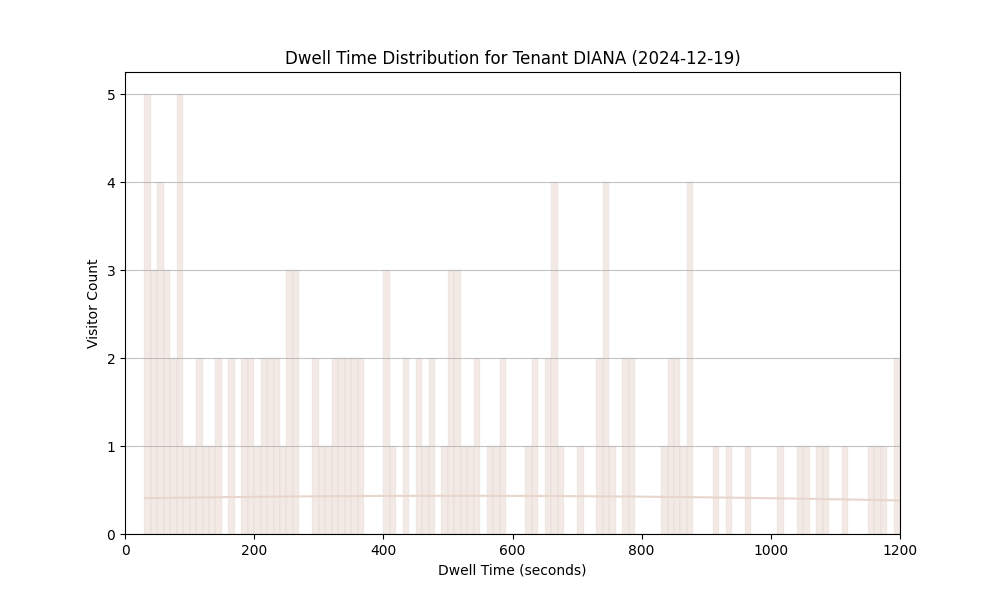 Dwell Time Distribution for Tenant DIANA (2024-12-19)
5
4
3
2
1
0
Visitor Count
0 200 400 600 800 1000 1200
Dwell Time (seconds)